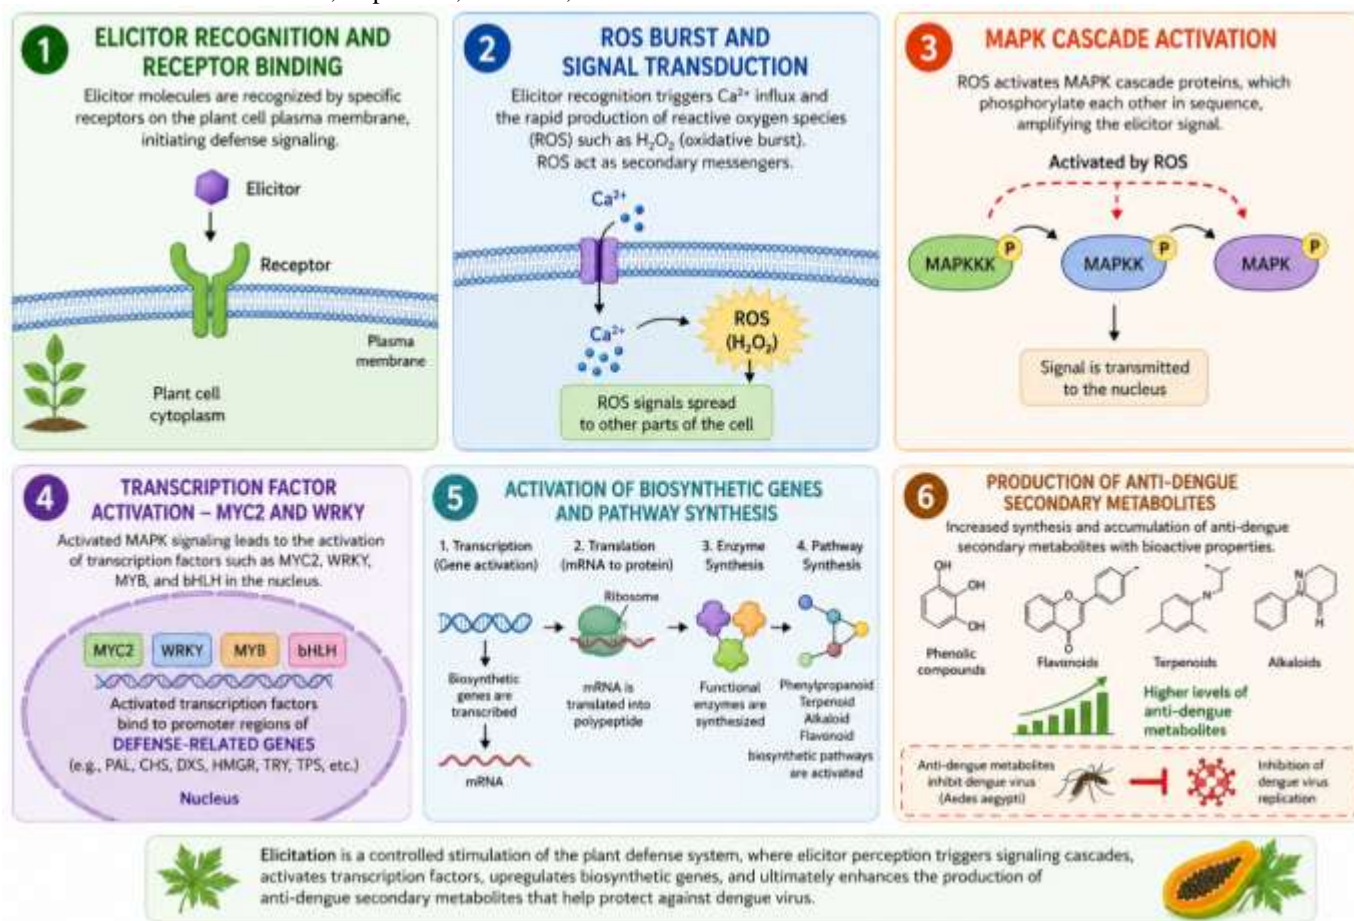 1
ELICITOR RECOGNITION AND
RECEPTOR BINDING
Elicitor molecules are recognized by specific
receptors on the plant cell plasma membrane,
initiating defense signaling.
Elicitor
Receptor
Plasma
membrane
Plant cell
cytoplasm
2
ROS BURST AND
SIGNAL TRANSDUCTION
Elicitor recognition triggers Ca²⁺ influx and
the rapid production of reactive oxygen species
(ROS) such as H₂O₂ (oxidative burst).
ROS act as secondary messengers.
Ca²⁺
Ca²⁺
ROS
(H₂O₂)
ROS signals spread
to other parts of the cell
3
MAPK CASCADE ACTIVATION
ROS activates MAPK cascade proteins, which
phosphorylate each other in sequence,
amplifying the elicitor signal.
Activated by ROS
MAPKKK P MAPKK P MAPK P
Signal is transmitted
to the nucleus
4
TRANSCRIPTION FACTOR
ACTIVATION – MYC2 AND WRKY
Activated MAPK signaling leads to the activation
of transcription factors such as MYC2, WRKY,
MYB, and bHLH in the nucleus.
MYC2 WRKY MYB bHLH
Activated transcription factors
bind to promoter regions of
DEFENSE-RELATED GENES
(e.g., PAL, CHS, DXS, HMGR, TRY, TPS, etc.)
Nucleus
5
ACTIVATION OF BIOSYNTHETIC GENES
AND PATHWAY SYNTHESIS
1. Transcription
(Gene activation)
Biosynthetic
genes are
transcribed
mRNA
2. Translation
(mRNA to protein)
Ribosome
mRNA is
translated into
polypeptide
3. Enzyme
Synthesis
Functional
enzymes are
synthesized
4. Pathway
Synthesis
Phenylpropanoid
Terpenoid
Alkaloid
Flavonoid
biosynthetic pathways
are activated
6
PRODUCTION OF ANTI-DENGUE
SECONDARY METABOLITES
Increased synthesis and accumulation of anti-dengue
secondary metabolites with bioactive properties.
OH
OH
OH
Phenolic
compounds
O
O
Flavonoids
N
Terpenoids
N
N
H
Alkaloids
Higher levels of
anti-dengue
metabolites
Anti-dengue metabolites
inhibit dengue virus
(Aedes aegypti)
Inhibition of
dengue virus
replication
Elicitation is a controlled stimulation of the plant defense system, where elicitor perception triggers signaling cascades,
activates transcription factors, upregulates biosynthetic genes, and ultimately enhances the production of
anti-dengue secondary metabolites that help protect against dengue virus.